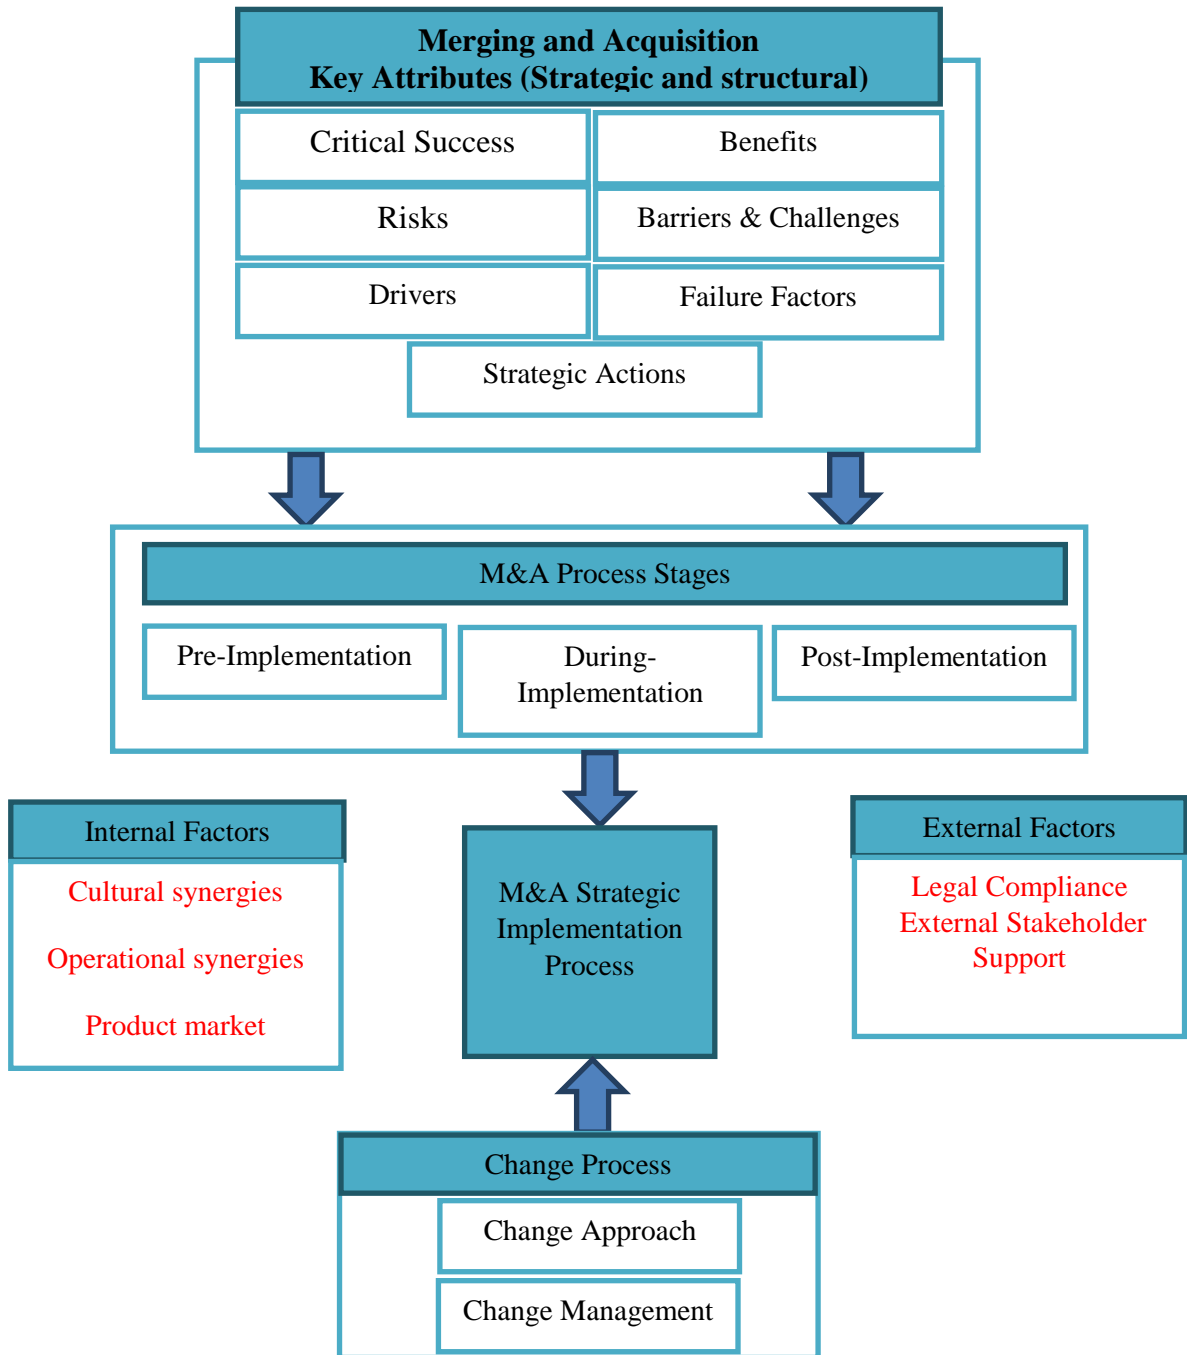 Merging and Acquisition
Key Attributes (Strategic and structural)
Critical Success
Benefits
Risks
Barriers & Challenges
Drivers
Failure Factors
Strategic Actions
M&A Process Stages
Pre-Implementation
During-
Implementation
Post-Implementation
Internal Factors
Cultural synergies
Operational synergies
Product market
M&A Strategic
Implementation
Process
External Factors
Legal Compliance
External Stakeholder
Support
Change Process
Change Approach
Change Management